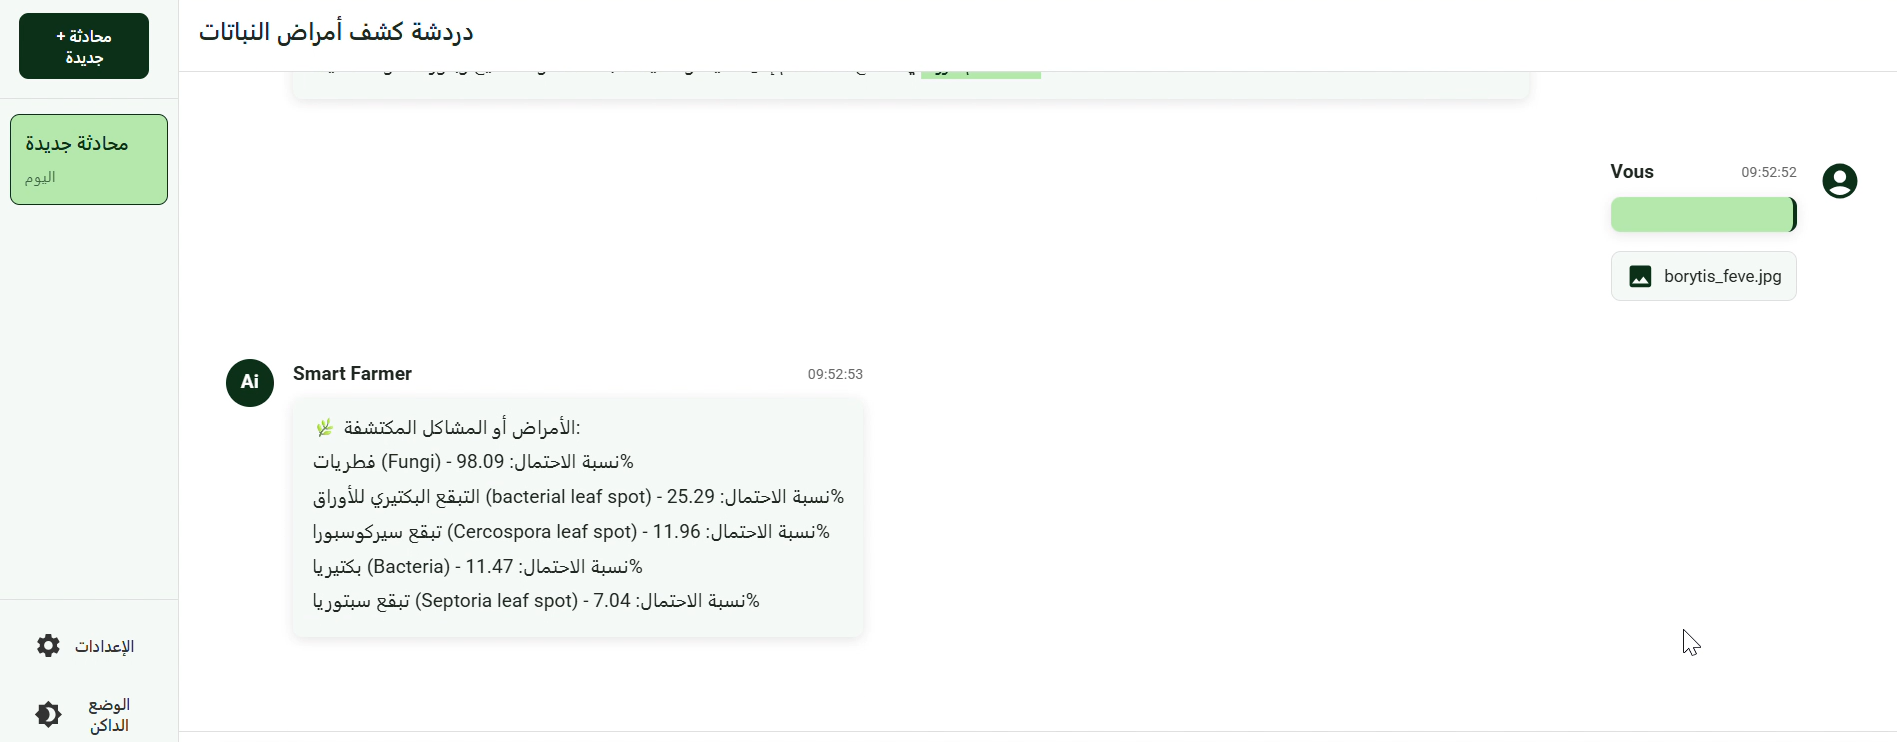 محادثة +
جديدة
دردشة كشف أمراض النباتات
محادثة جديدة
اليوم
Vous 09:52:52
borytis_feve.jpg
Ai
Smart Farmer 09:52:53
🌿 الأمراض أو المشاكل المكتشفة:
فطريات (Fungi) - 98.09 :نسبة الاحتمال%
التبقع البكتيري للأوراق (bacterial leaf spot) - 25.29 :نسبة الاحتمال%
تبقع سيركوسبورا (Cercospora leaf spot) - 11.96 :نسبة الاحتمال%
بكتيريا (Bacteria) - 11.47 :نسبة الاحتمال%
تبقع سبتوريا (Septoria leaf spot) - 7.04 :نسبة الاحتمال%
الإعدادات
الوضع
الداكن